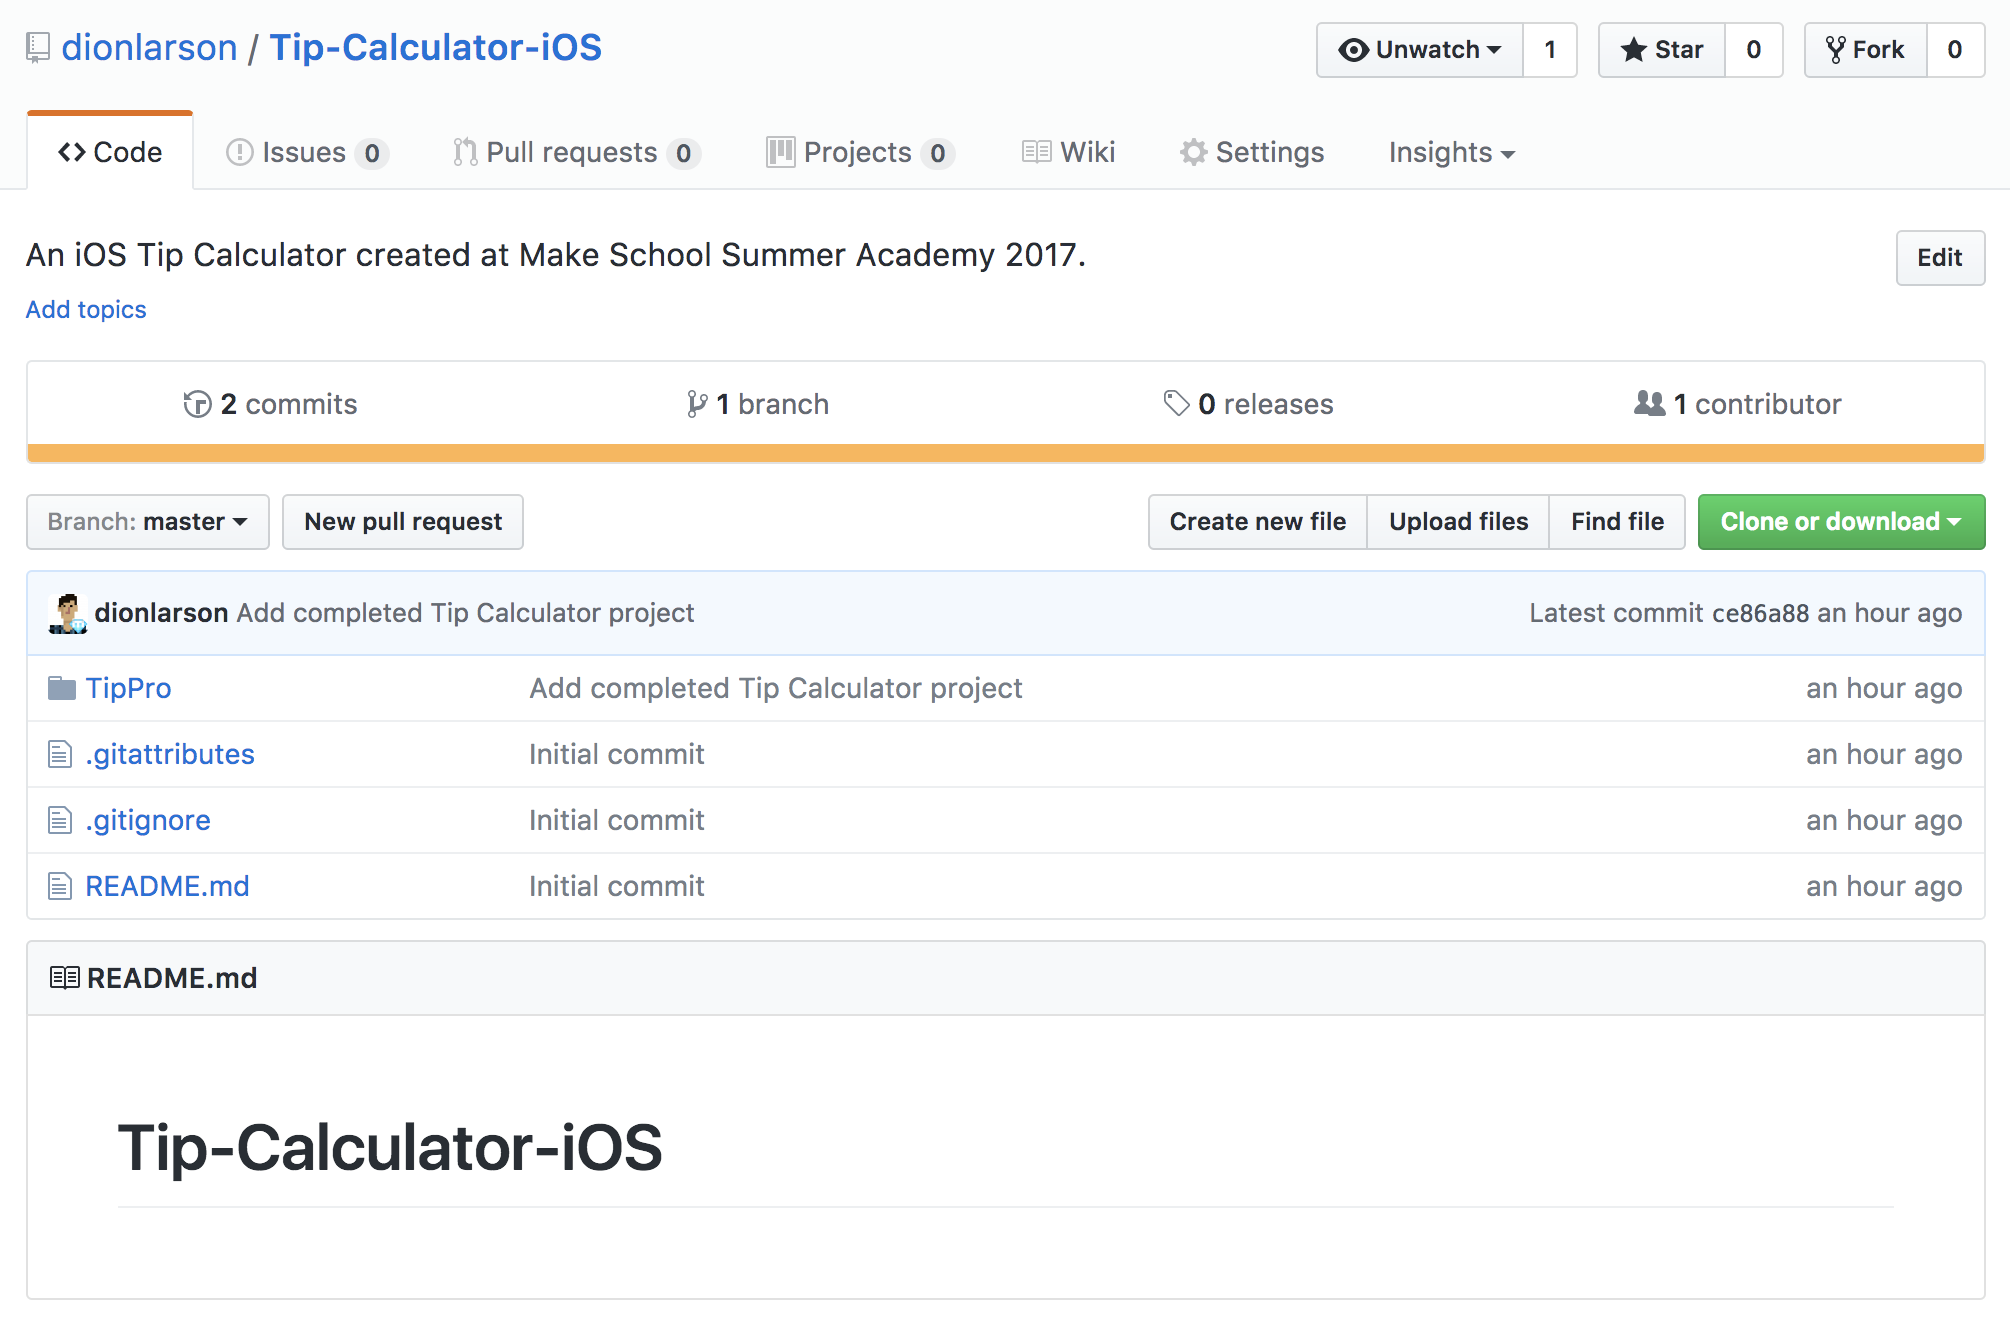 dionlarson / Tip-Calculator-iOS
Unwatch 1 Star 0 Fork 0
Code Issues 0 Pull requests 0 Projects 0 Wiki Settings Insights
An iOS Tip Calculator created at Make School Summer Academy 2017. Edit
Add topics
2 commits 1 branch 0 releases 1 contributor
Branch: master New pull request Create new file Upload files Find file Clone or download
dionlarson Add completed Tip Calculator project Latest commit ce86a88 an hour ago
TipPro Add completed Tip Calculator project an hour ago
.gitattributes Initial commit an hour ago
.gitignore Initial commit an hour ago
README.md Initial commit an hour ago
README.md
Tip-Calculator-iOS